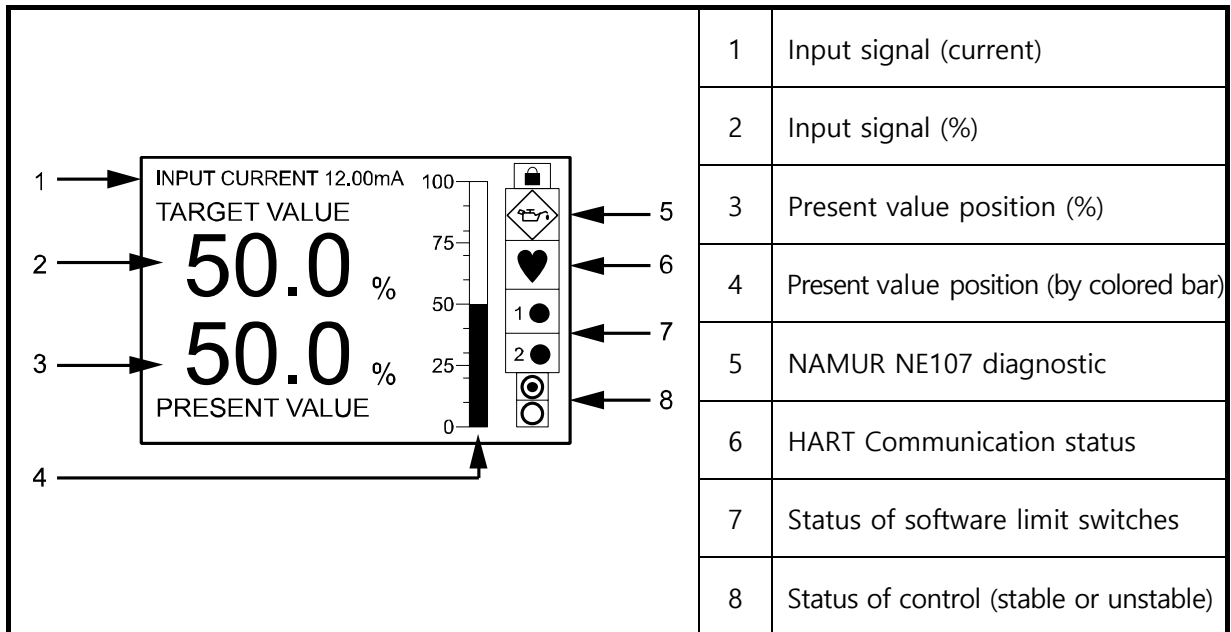 1
INPUT CURRENT 12.00mA
TARGET VALUE
2
50.0 %
3
50.0 %
PRESENT VALUE
4
100
75
50
25
0
1
2
5
6
7
8
1 Input signal (current)
2 Input signal (%)
3 Present value position (%)
4 Present value position (by colored bar)
5 NAMUR NE107 diagnostic
6 HART Communication status
7 Status of software limit switches
8 Status of control (stable or unstable)